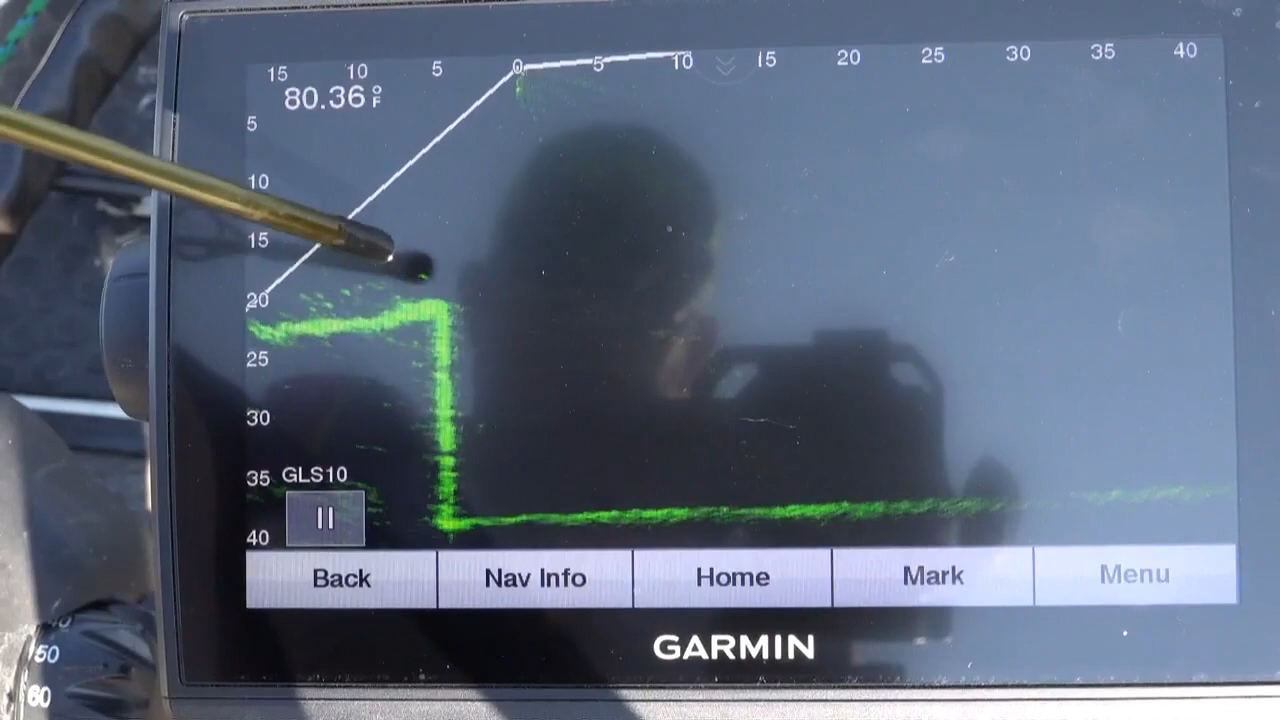 15 10 5 0 5 10 15 20 25 30 35 40
80.36 °F
5
10
15
20
25
30
35
GLS10
40
Back Nav Info Home Mark Menu
GARMIN
50
60